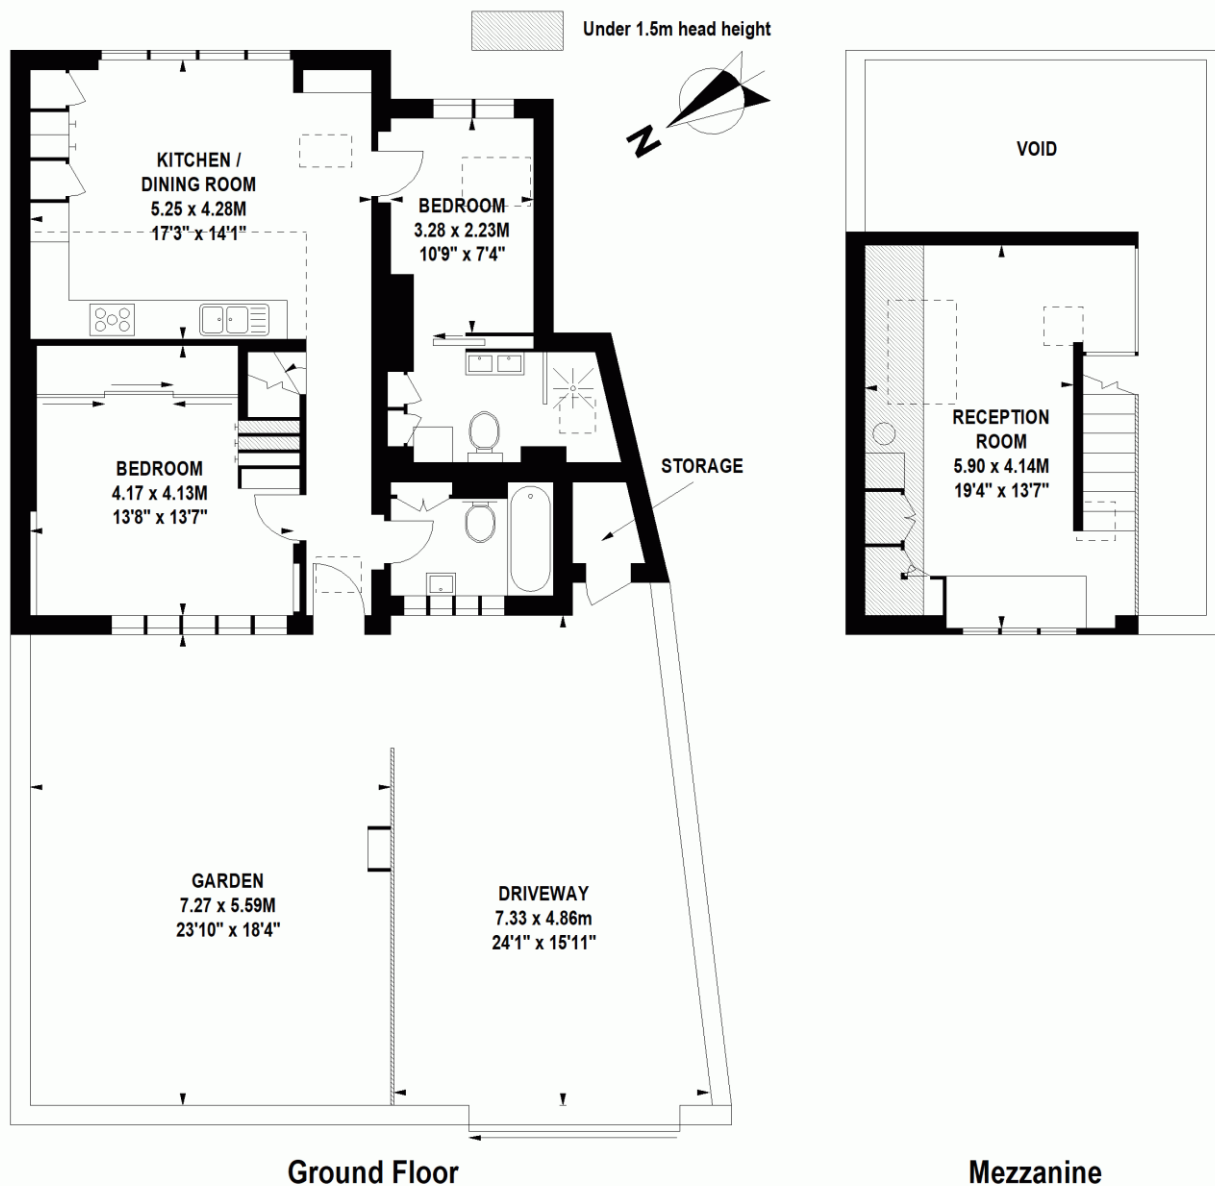 Under 1.5m head height
N
KITCHEN /
DINING ROOM
5.25 x 4.28M
17'3" x 14'1"
BEDROOM
3.28 x 2.23M
10'9" x 7'4"
BEDROOM
4.17 x 4.13M
13'8" x 13'7"
STORAGE
GARDEN
7.27 x 5.59M
23'10" x 18'4"
DRIVEWAY
7.33 x 4.86m
24'1" x 15'11"
Ground Floor
VOID
RECEPTION
ROOM
5.90 x 4.14M
19'4" x 13'7"
Mezzanine